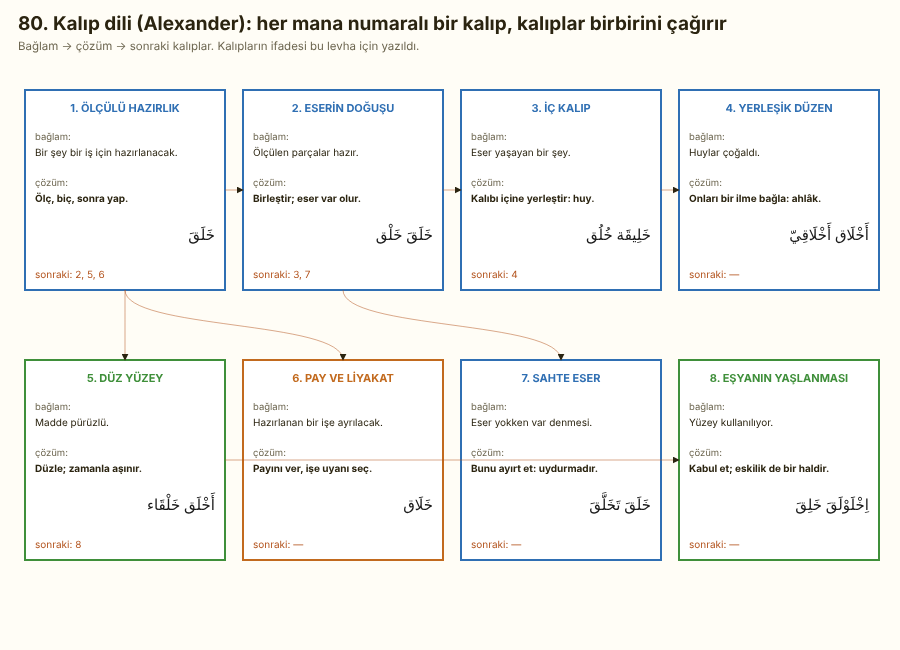 80. Kalıp dili (Alexander): her mana numaralı bir kalıp, kalıplar birbirini çağırır
Bağlam → çözüm → sonraki kalıplar. Kalıpların ifadesi bu levha için yazıldı.
1. ÖLÇÜLÜ HAZIRLIK
bağlam:
Bir şey bir iş için hazırlanacak.
çözüm:
Ölç, biç, sonra yap.
خَلَقَ
sonraki: 2, 5, 6
2. ESERİN DOĞUŞU
bağlam:
Ölçülen parçalar hazır.
çözüm:
Birleştir; eser var olur.
خَلَقَ خَلْق
sonraki: 3, 7
3. İÇ KALIP
bağlam:
Eser yaşayan bir şey.
çözüm:
Kalıbı içine yerleştir: huy.
خَلِيقَة خُلُق
sonraki: 4
4. YERLEŞİK DÜZEN
bağlam:
Huylar çoğaldı.
çözüm:
Onları bir ilme bağla: ahlâk.
أَخْلَاق أَخْلَاقِيّ
sonraki: —
5. DÜZ YÜZEY
bağlam:
Madde pürüzlü.
çözüm:
Düzle; zamanla aşınır.
أَخْلَق خَلْقَاء
sonraki: 8
6. PAY VE LİYAKAT
bağlam:
Hazırlanan bir işe ayrılacak.
çözüm:
Payını ver, işe uyanı seç.
خَلَاق
sonraki: —
7. SAHTE ESER
bağlam:
Eser yokken var denmesi.
çözüm:
Bunu ayırt et: uydurmadır.
خَلَقَ تَخَلَّقَ
sonraki: —
8. EŞYANIN YAŞLANMASI
bağlam:
Yüzey kullanılıyor.
çözüm:
Kabul et; eskilik de bir haldir.
اِخْلَوْلَقَ خَلِقَ
sonraki: —